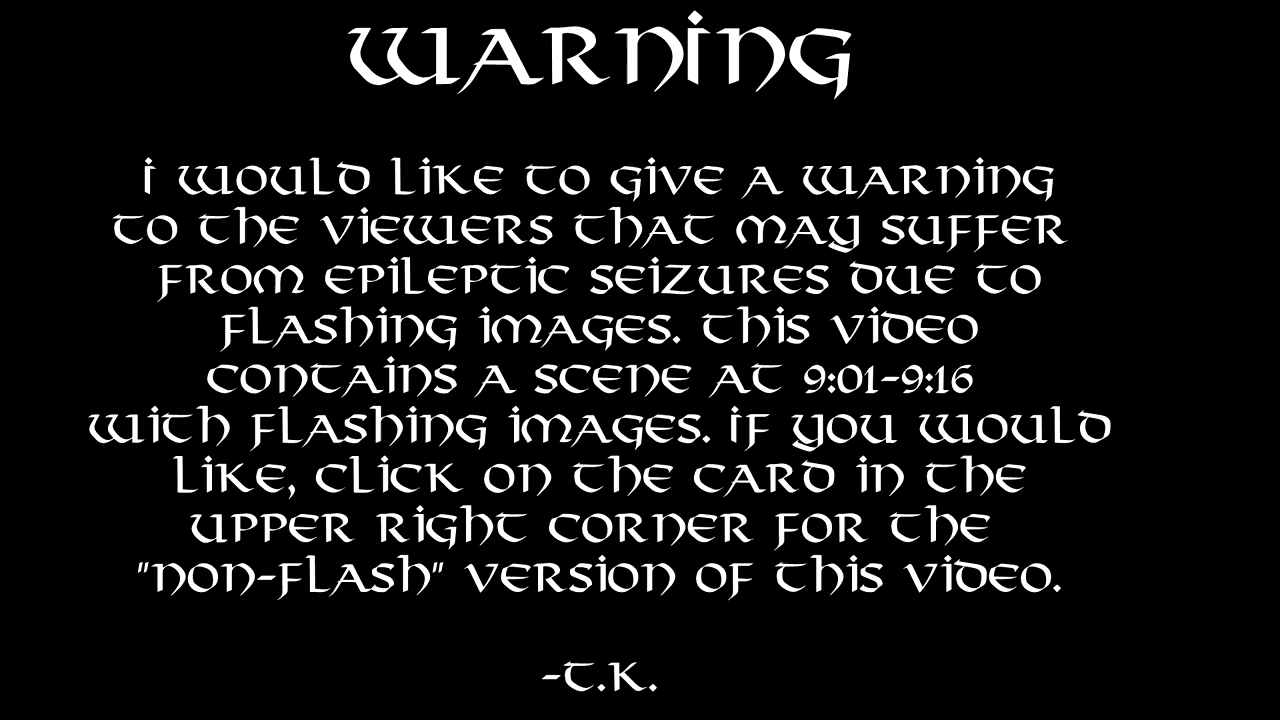 WARNING
I WOULD LIKE TO GIVE A WARNING
TO THE VIEWERS THAT MAY SUFFER
FROM EPILEPTIC SEIZURES DUE TO
FLASHING IMAGES. THIS VIDEO
CONTAINS A SCENE AT 9:01-9:16
WITH FLASHING IMAGES. IF YOU WOULD
LIKE, CLICK ON THE CARD IN THE
UPPER RIGHT CORNER FOR THE
"NON-FLASH" VERSION OF THIS VIDEO.
-T.K.